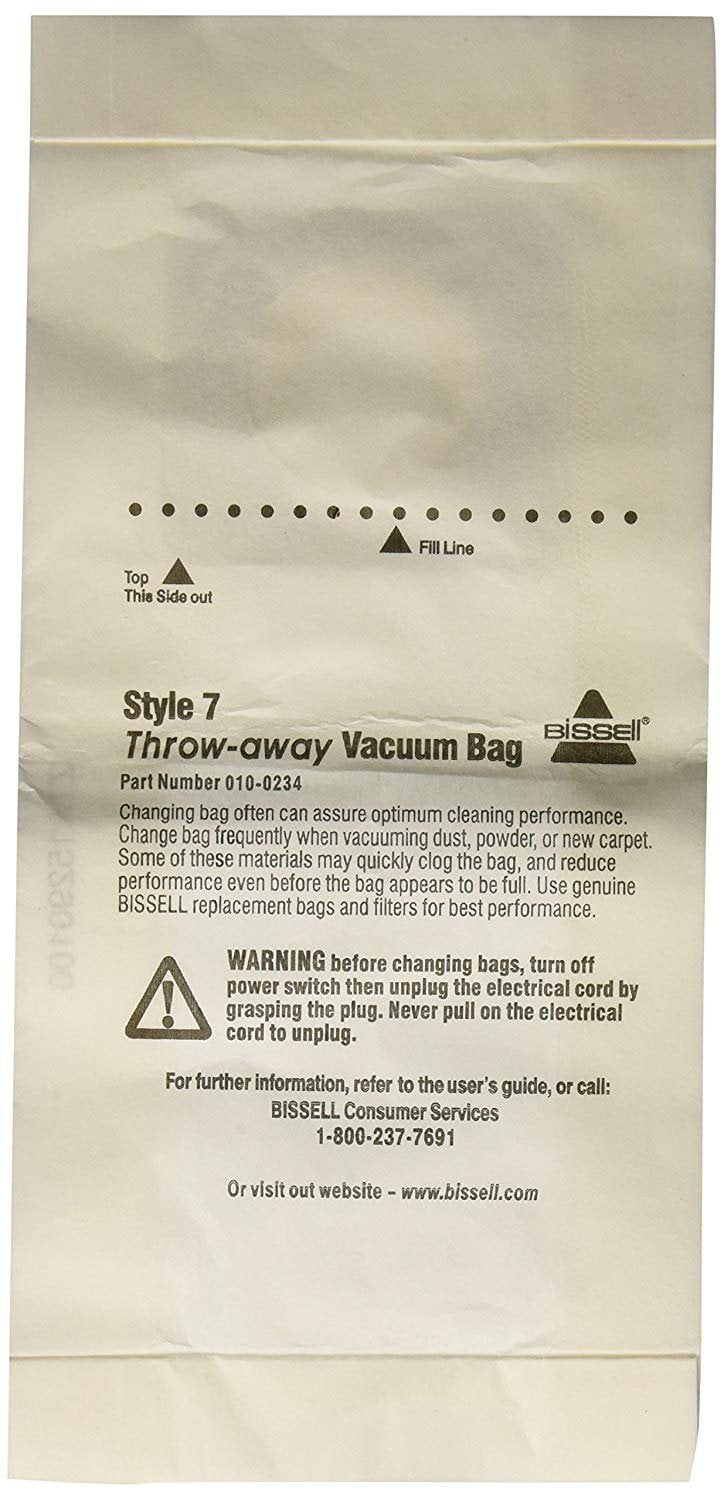 Fill Line
Top
This Side out
Style 7
BISSELL®
Throw-away Vacuum Bag
Part Number 010-0234
Changing bag often can assure optimum cleaning performance.
Change bag frequently when vacuuming dust, powder, or new carpet.
Some of these materials may quickly clog the bag, and reduce
performance even before the bag appears to be full. Use genuine
BISSELL replacement bags and filters for best performance.
WARNING before changing bags, turn off
power switch then unplug the electrical cord by
grasping the plug. Never pull on the electrical
cord to unplug.
For further information, refer to the user's guide, or call:
BISSELL Consumer Services
1-800-237-7691
Or visit out website - www.bissell.com